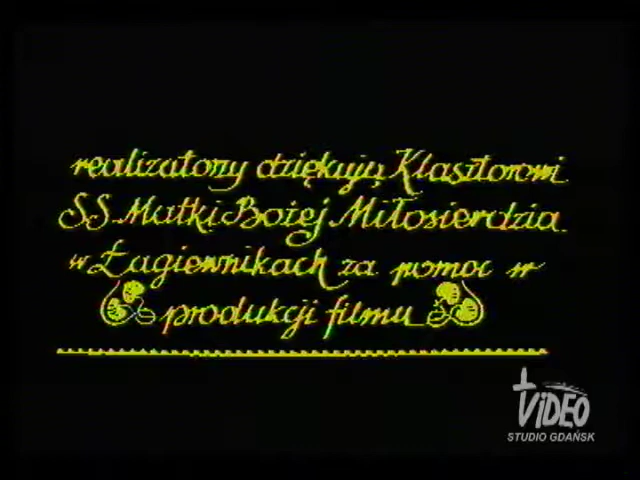 realizatorzy dziękują Klasztorowi
SS Matki Bożej Miłosierdzia
w Łagiewnikach za pomoc w
produkcji filmu
VIDEO
STUDIO GDAŃSK